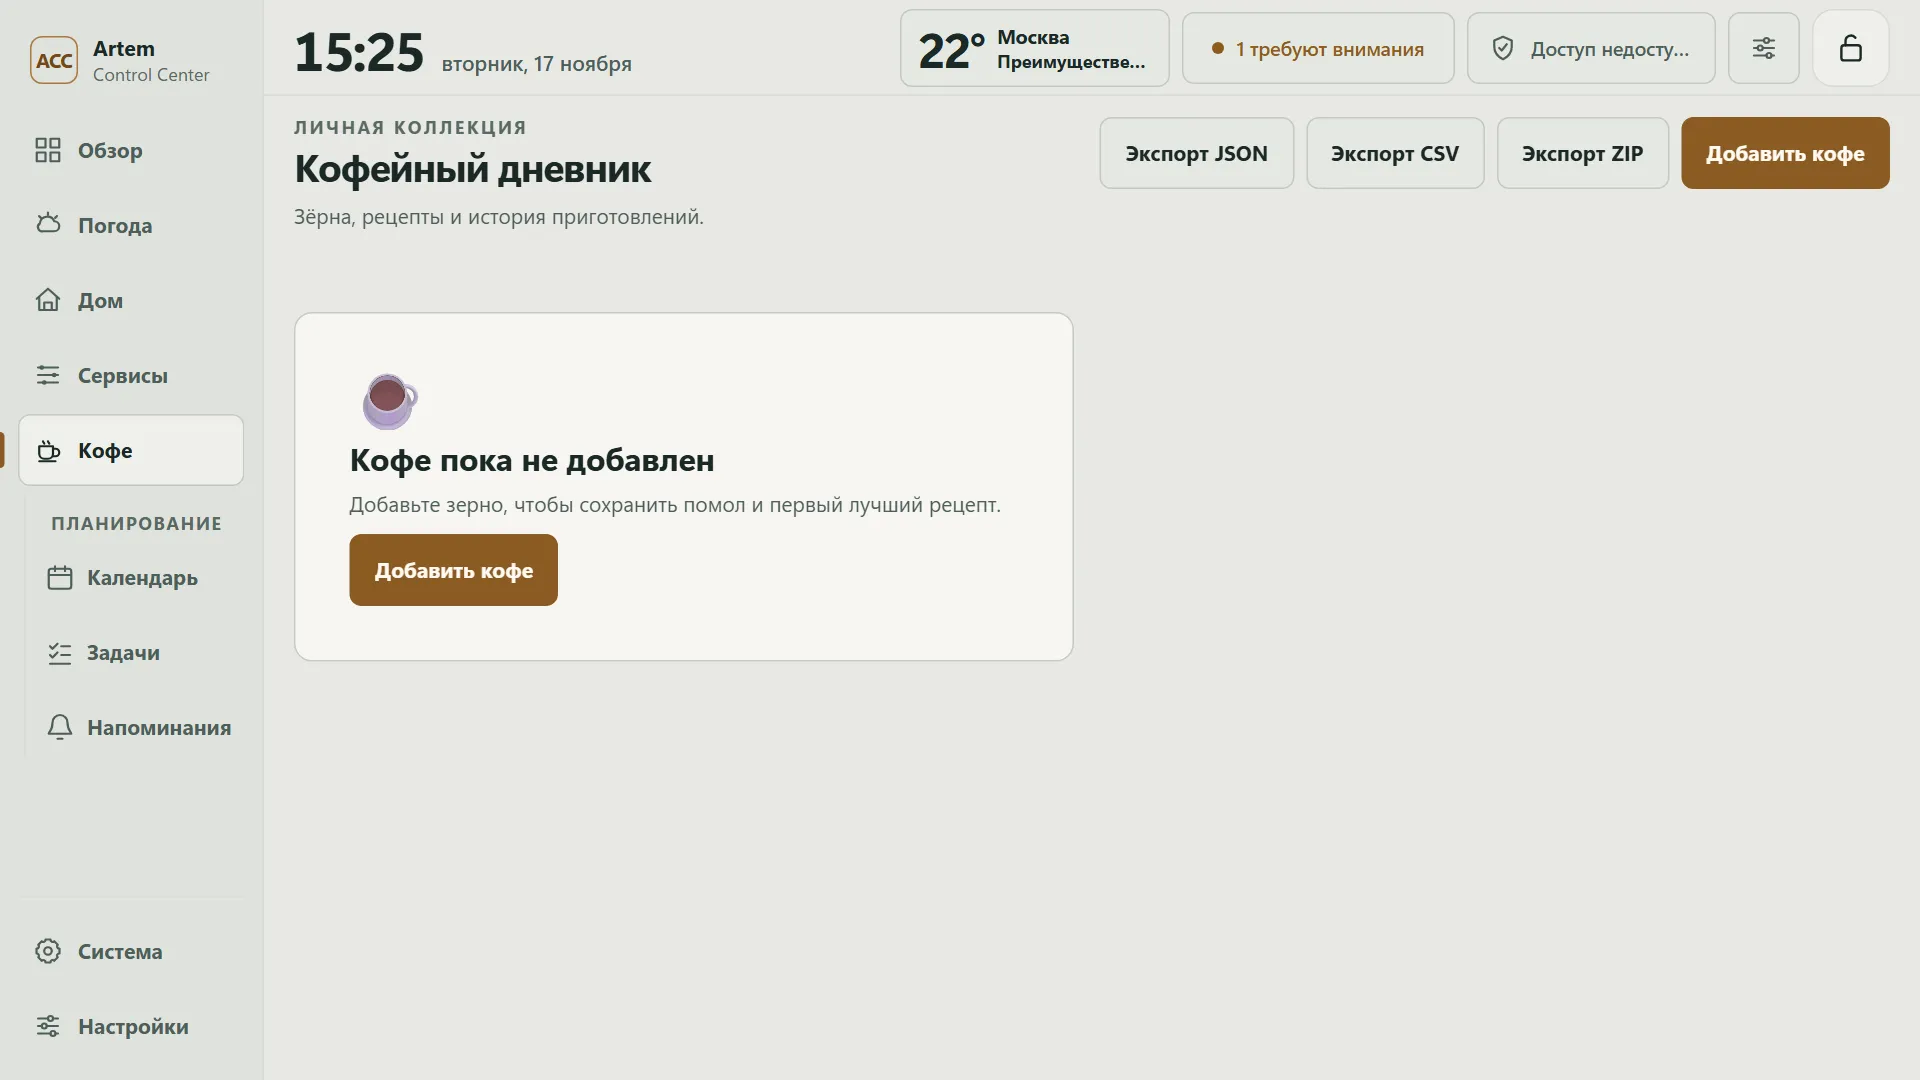 ACC
Artem
Control Center
Обзор
Погода
Дом
Сервисы
Кофе
ПЛАНИРОВАНИЕ
Календарь
Задачи
Напоминания
Система
Настройки
15:25 вторник, 17 ноября
22° Москва
Преимуществе...
1 требуют внимания
Доступ недосту...
ЛИЧНАЯ КОЛЛЕКЦИЯ
Кофейный дневник
Зёрна, рецепты и история приготовлений.
Экспорт JSON
Экспорт CSV
Экспорт ZIP
Добавить кофе
Кофе пока не добавлен
Добавьте зерно, чтобы сохранить помол и первый лучший рецепт.
Добавить кофе